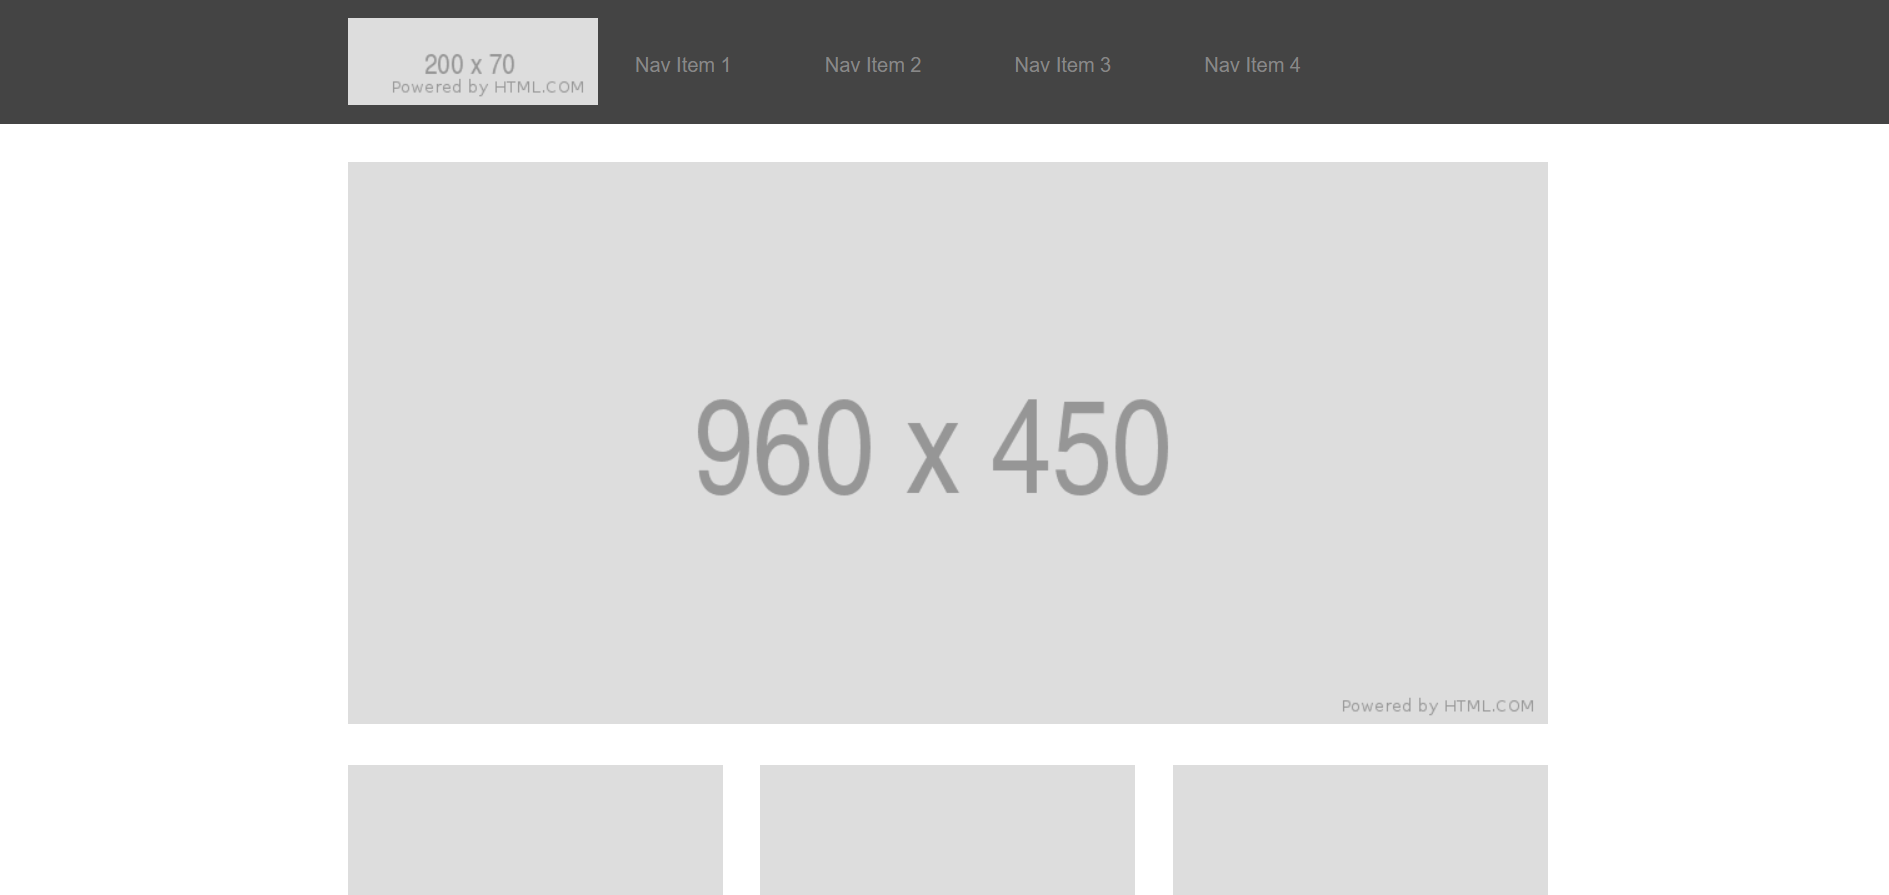 200 x 70
Powered by HTML.COM
Nav Item 1
Nav Item 2
Nav Item 3
Nav Item 4
960 x 450
Powered by HTML.COM